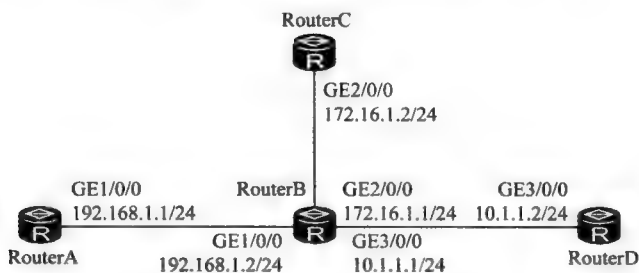 RouterC
R
GE2/0/0
172.16.1.2/24
GE1/0/0
192.168.1.1/24
RouterB
GE2/0/0
172.16.1.1/24
GE3/0/0
10.1.1.2/24
R
R
R
RouterA
GE1/0/0
192.168.1.2/24
GE3/0/0
10.1.1.1/24
RouterD